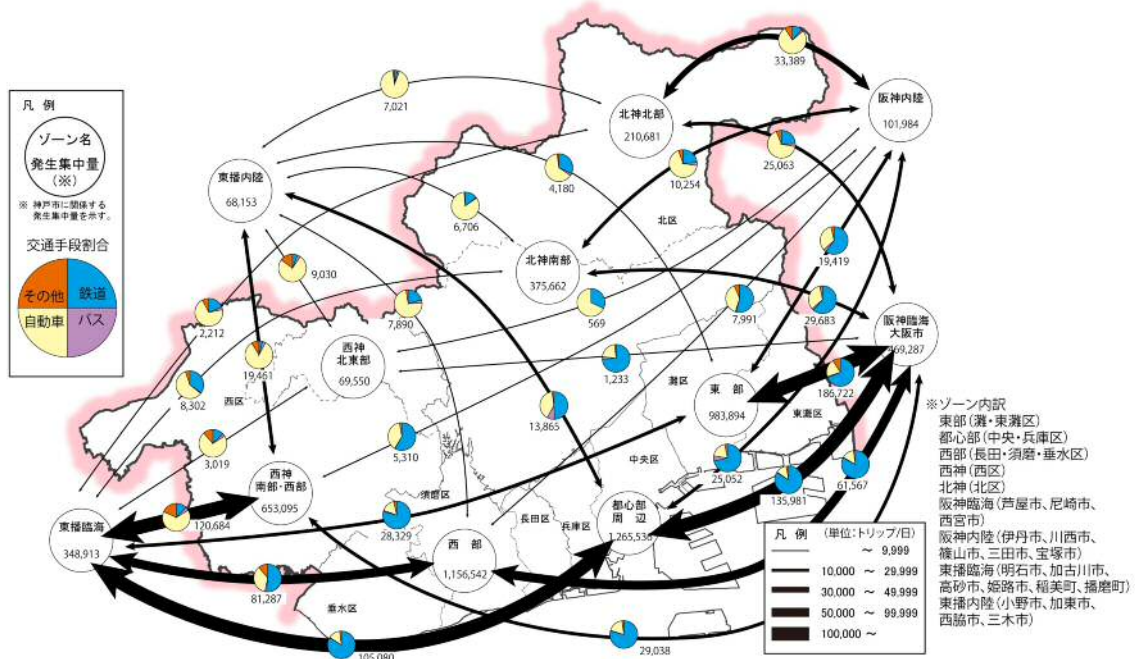 凡 例
ゾーン名
発生集中量
(※)
※ 神戸市に関係する
発生集中量を示す。
交通手段割合
その他
鉄道
自動車
バス
33,389
7,021
北神北部
210,681
阪神内陸
101,984
25,063
10,254
4,180
東播内陸
68,153
6,706
北区
19,419
北神南部
375,662
9,030
2,212
7,890
569
7,991
29,683
阪神臨海
大阪市
469,287
西神
北東部
69,550
1,233
灘区
19,461
8,302
西区
東 部
983,894
186,722
東灘区
13,865
3,019
5,310
中央区
25,052
135,981
61,567
西神
南部・西部
653,095
須磨区
東播臨海
348,913
120,684
28,329
長田区
兵庫区
都心部
周 辺
西 部
1,156,542
81,287
垂水区
105,080
29,038
凡 例
(単位:トリップ/日)
~ 9,999
10,000 ~ 29,999
30,000 ~ 49,999
50,000 ~ 99,999
100,000 ~
※ゾーン内訳
東部(灘・東灘区)
都心部(中央・兵庫区)
西部(長田・須磨・垂水区)
西神(西区)
北神(北区)
阪神臨海(芦屋市、尼崎市、
西宮市)
阪神内陸(伊丹市、川西市、
篠山市、三田市、宝塚市)
東播臨海(明石市、加古川市、
高砂市、姫路市、稲美町、播磨町)
東播内陸(小野市、加東市、
西脇市、三木市)